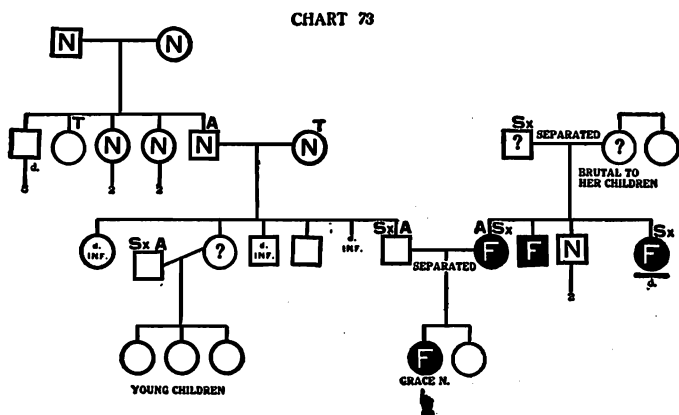 CHART 73
N N
T A
N N N N T
d.
2 2
Sx
? SEPARATED ?
BRUTAL TO
HER CHILDREN
d.
INF.
Sx A
?
d.
INF.
d.
INF.
Sx A
SEPARATED
A Sx
F F N
Sx
F
2
d.
F
GRACE N.
YOUNG CHILDREN